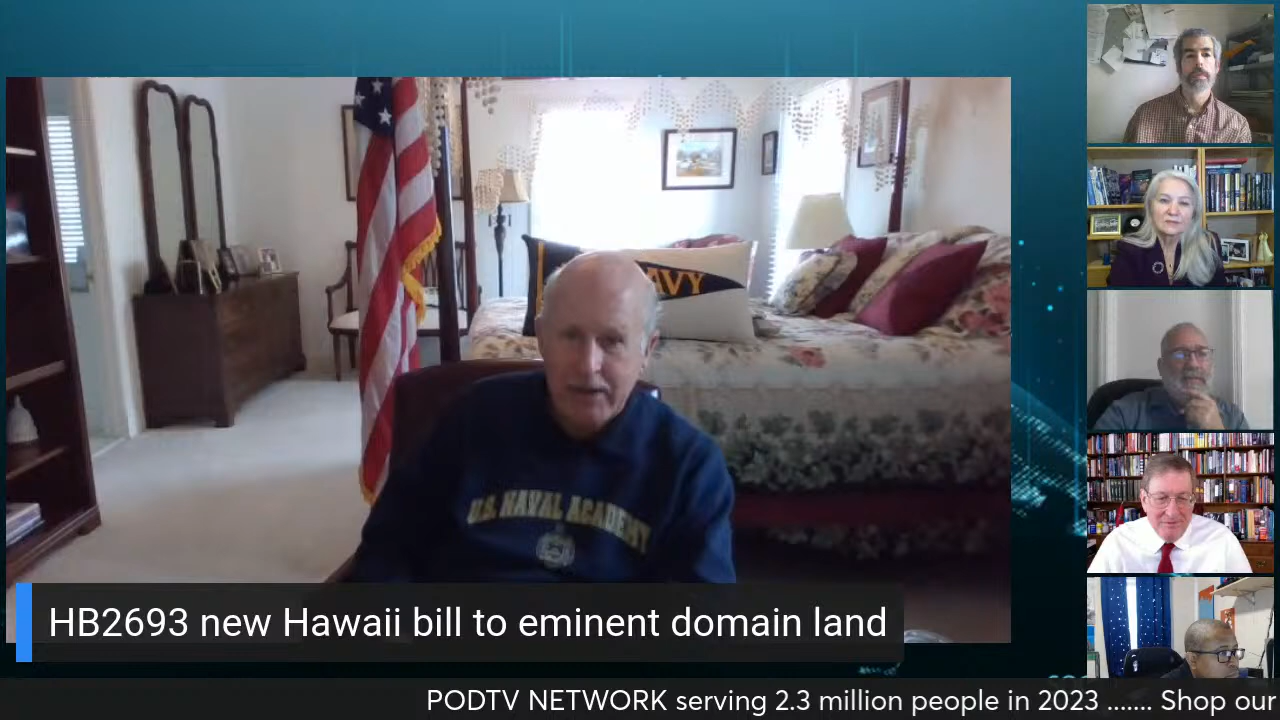 AVY
U.S. NAVAL ACADEMY
HB2693 new Hawaii bill to eminent domain land
PODTV NETWORK serving 2.3 million people in 2023 ....... Shop our